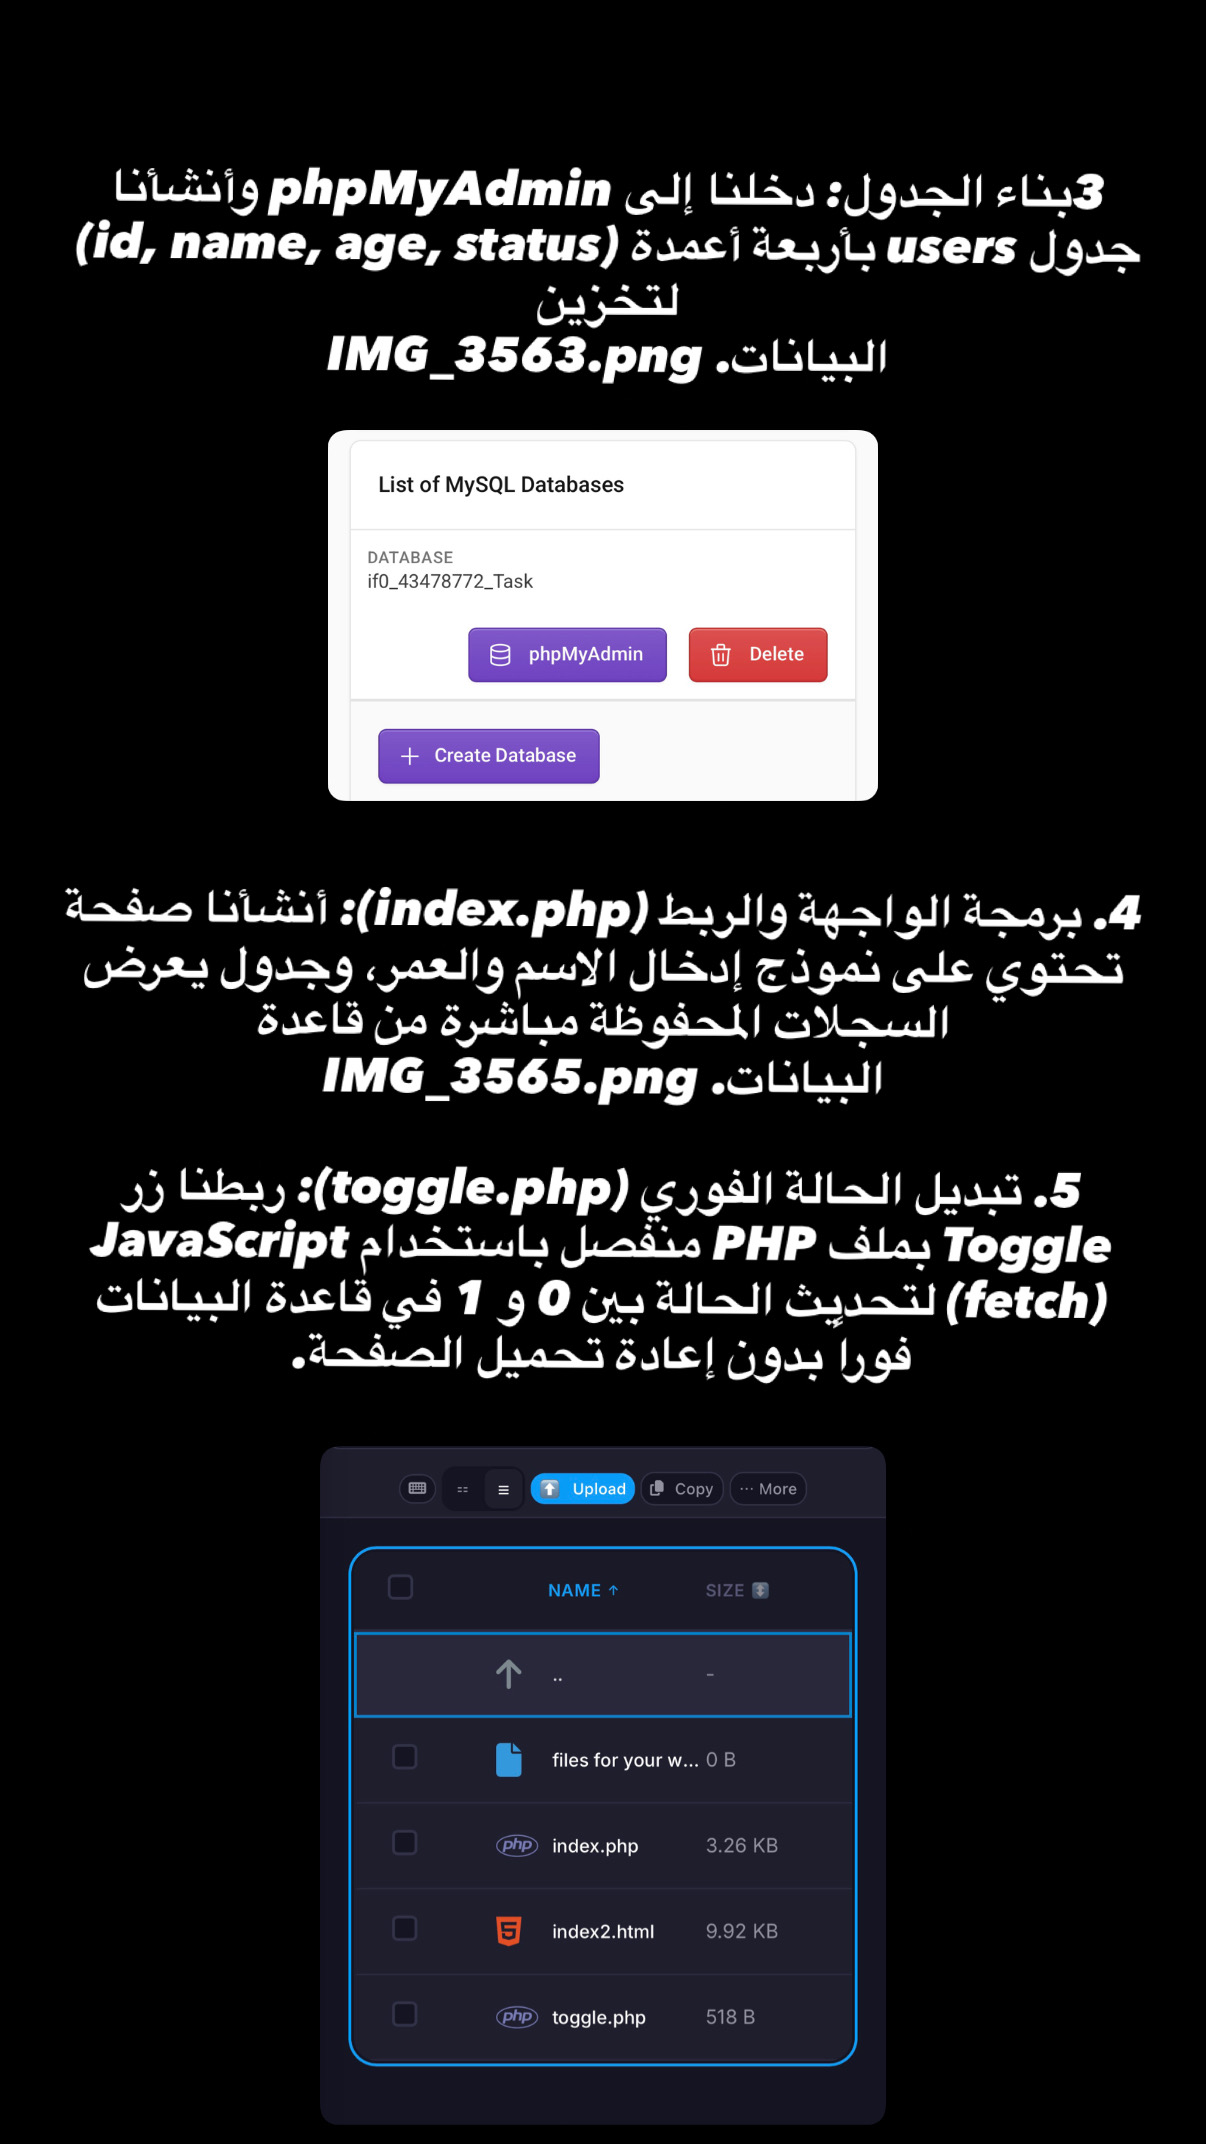 3بناء الجدول: دخلنا إلى phpMyAdmin وأنشأنا
جدول users بأربعة أعمدة (id, name, age, status)
لتخزين
البيانات. IMG_3563.png
List of MySQL Databases
DATABASE
if0_43478772_Task
phpMyAdmin
Delete
Create Database
4. برمجة الواجهة والربط (index.php): أنشأنا صفحة
تحتوي على نموذج إدخال الاسم والعمر، وجدول يعرض
السجلات المحفوظة مباشرة من قاعدة
البيانات. IMG_3565.png
5. تبديل الحالة الفوري (toggle.php): ربطنا زر
Toggle بملف PHP منفصل باستخدام JavaScript
(fetch) لتحديث الحالة بين 0 و 1 في قاعدة البيانات
فوراً بدون إعادة تحميل الصفحة.
Upload Copy ··· More
NAME ↑ SIZE
.. -
files for your w... 0 B
index.php 3.26 KB
index2.html 9.92 KB
toggle.php 518 B